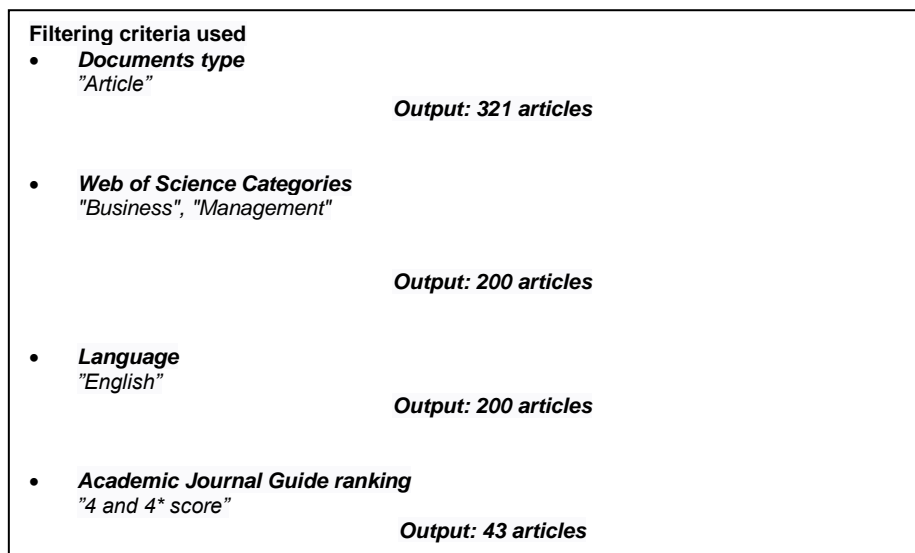 Filtering criteria used
• Documents type
”Article”
Output: 321 articles
• Web of Science Categories
"Business", "Management"
Output: 200 articles
• Language
”English”
Output: 200 articles
• Academic Journal Guide ranking
”4 and 4* score”
Output: 43 articles